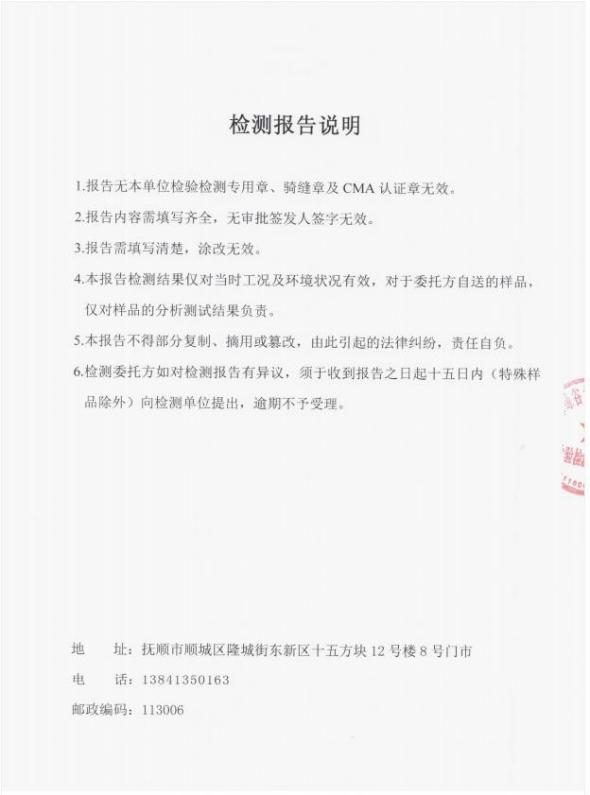 检测报告说明
1.报告无本单位检验检测专用章、骑缝章及 CMA 认证章无效。
2.报告内容需填写齐全，无审批签发人签字无效。
3.报告需填写清楚，涂改无效。
4.本报告检测结果仅对当时工况及环境状况有效，对于委托方自送的样品，
仅对样品的分析测试结果负责。
5.本报告不得部分复制、摘用或篡改，由此引起的法律纠纷，责任自负。
6.检测委托方如对检测报告有异议，须于收到报告之日起十五日内（特殊样
品除外）向检测单位提出，逾期不予受理。
地 址：抚顺市顺城区隆城街东新区十五方块 12 号楼 8 号门市
电 话：13841350163
邮政编码：113006